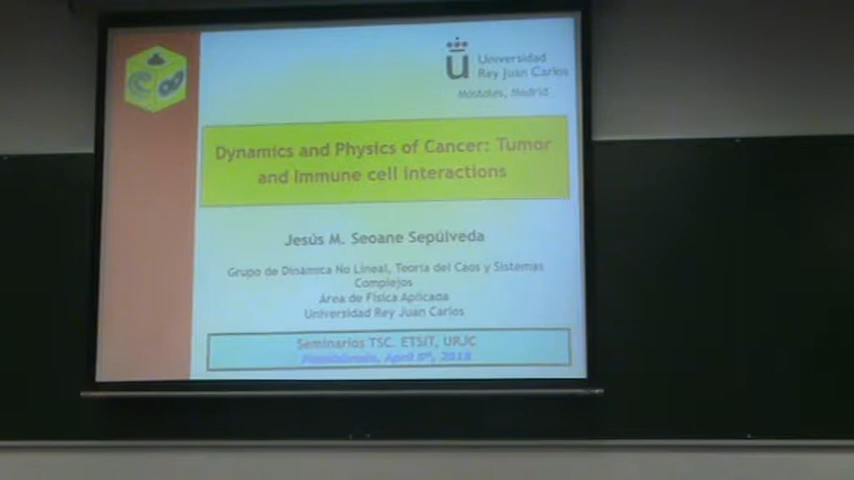 u Universidad
Rey Juan Carlos
Móstoles, Madrid
Dynamics and Physics of Cancer: Tumor
and Immune cell interactions
Jesús M. Seoane Sepúlveda
Grupo de Dinámica No Lineal, Teoría del Caos y Sistemas
Complejos
Área de Física Aplicada
Universidad Rey Juan Carlos
Seminarios TSC. ETSIT, URJC
April